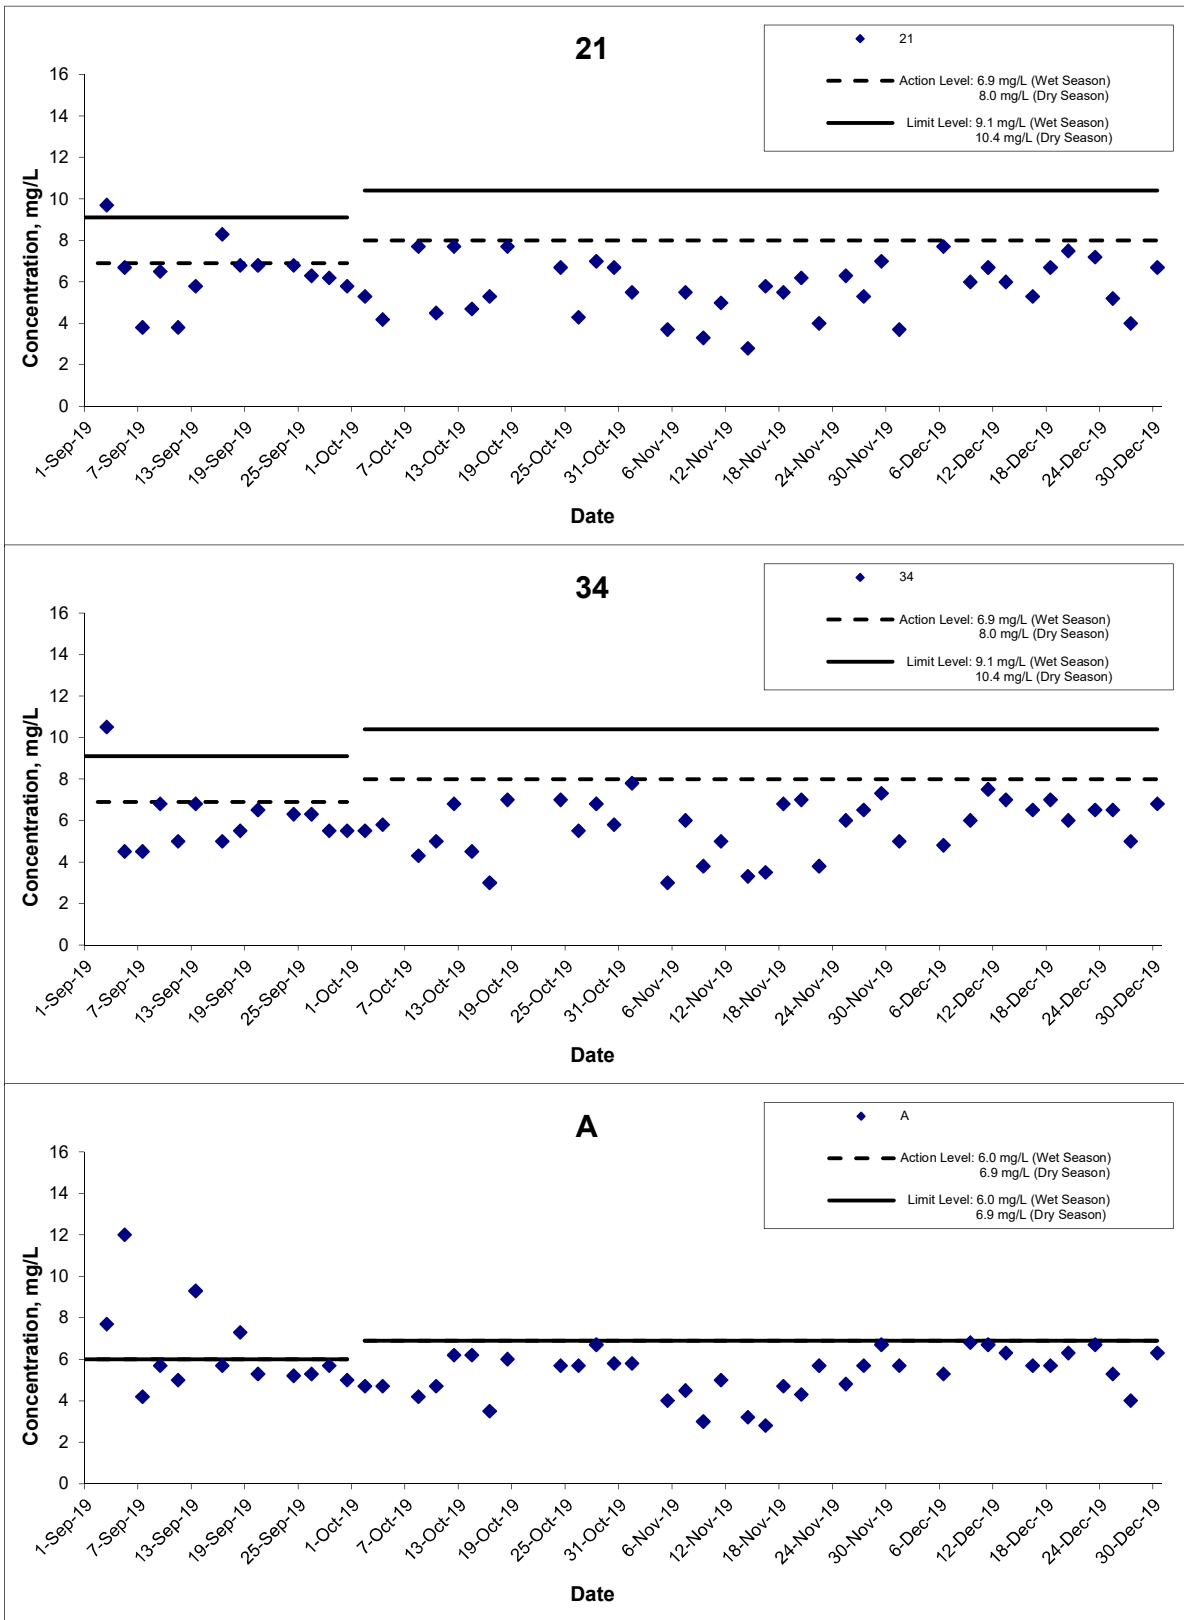 21
21
Action Level: 6.9 mg/L (Wet Season)
8.0 mg/L (Dry Season)
Limit Level: 9.1 mg/L (Wet Season)
10.4 mg/L (Dry Season)
Concentration, mg/L
16
14
12
10
8
6
4
2
0
1-Sep-19
7-Sep-19
13-Sep-19
19-Sep-19
25-Sep-19
1-Oct-19
7-Oct-19
13-Oct-19
19-Oct-19
25-Oct-19
31-Oct-19
6-Nov-19
12-Nov-19
18-Nov-19
24-Nov-19
30-Nov-19
6-Dec-19
12-Dec-19
18-Dec-19
24-Dec-19
30-Dec-19
Date
34
34
Action Level: 6.9 mg/L (Wet Season)
8.0 mg/L (Dry Season)
Limit Level: 9.1 mg/L (Wet Season)
10.4 mg/L (Dry Season)
Concentration, mg/L
16
14
12
10
8
6
4
2
0
1-Sep-19
7-Sep-19
13-Sep-19
19-Sep-19
25-Sep-19
1-Oct-19
7-Oct-19
13-Oct-19
19-Oct-19
25-Oct-19
31-Oct-19
6-Nov-19
12-Nov-19
18-Nov-19
24-Nov-19
30-Nov-19
6-Dec-19
12-Dec-19
18-Dec-19
24-Dec-19
30-Dec-19
Date
A
A
Action Level: 6.0 mg/L (Wet Season)
6.9 mg/L (Dry Season)
Limit Level: 6.0 mg/L (Wet Season)
6.9 mg/L (Dry Season)
Concentration, mg/L
16
14
12
10
8
6
4
2
0
1-Sep-19
7-Sep-19
13-Sep-19
19-Sep-19
25-Sep-19
1-Oct-19
7-Oct-19
13-Oct-19
19-Oct-19
25-Oct-19
31-Oct-19
6-Nov-19
12-Nov-19
18-Nov-19
24-Nov-19
30-Nov-19
6-Dec-19
12-Dec-19
18-Dec-19
24-Dec-19
30-Dec-19
Date